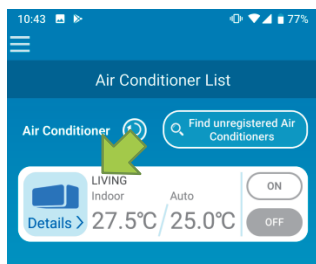 10:43 77%
Air Conditioner List
Air Conditioner
Find unregistered Air
Conditioners
LIVING
Indoor Auto
Details > 27.5℃ / 25.0℃
ON
OFF